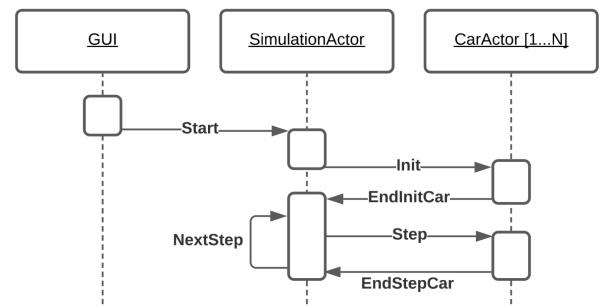 GUI
SimulationActor
CarActor [1...N]
Start
Init
EndInitCar
Step
NextStep
EndStepCar